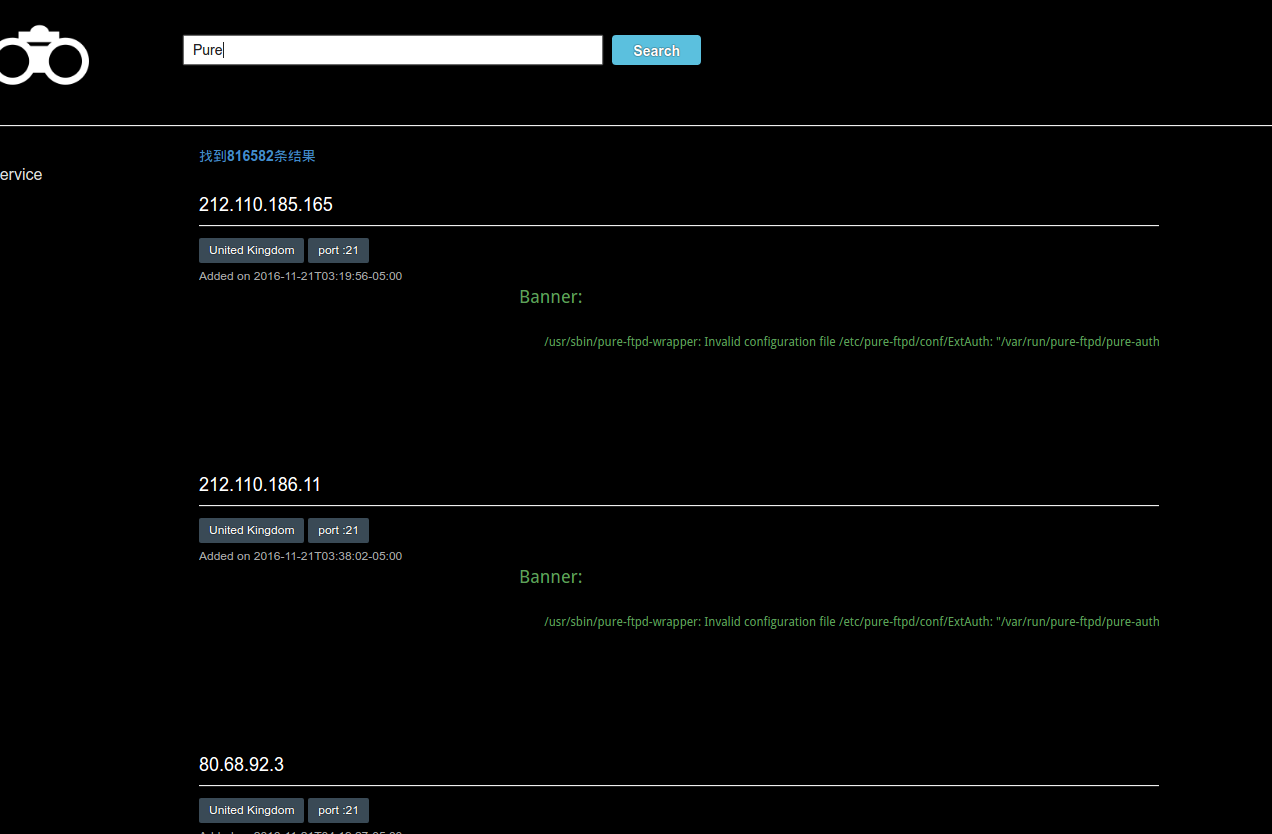 Pure
Search
找到816582条结果
ervice
212.110.185.165
United Kingdom
port :21
Added on 2016-11-21T03:19:56-05:00
Banner:
/usr/sbin/pure-ftpd-wrapper: Invalid configuration file /etc/pure-ftpd/conf/ExtAuth: "/var/run/pure-ftpd/pure-auth
212.110.186.11
United Kingdom
port :21
Added on 2016-11-21T03:38:02-05:00
Banner:
/usr/sbin/pure-ftpd-wrapper: Invalid configuration file /etc/pure-ftpd/conf/ExtAuth: "/var/run/pure-ftpd/pure-auth
80.68.92.3
United Kingdom
port :21